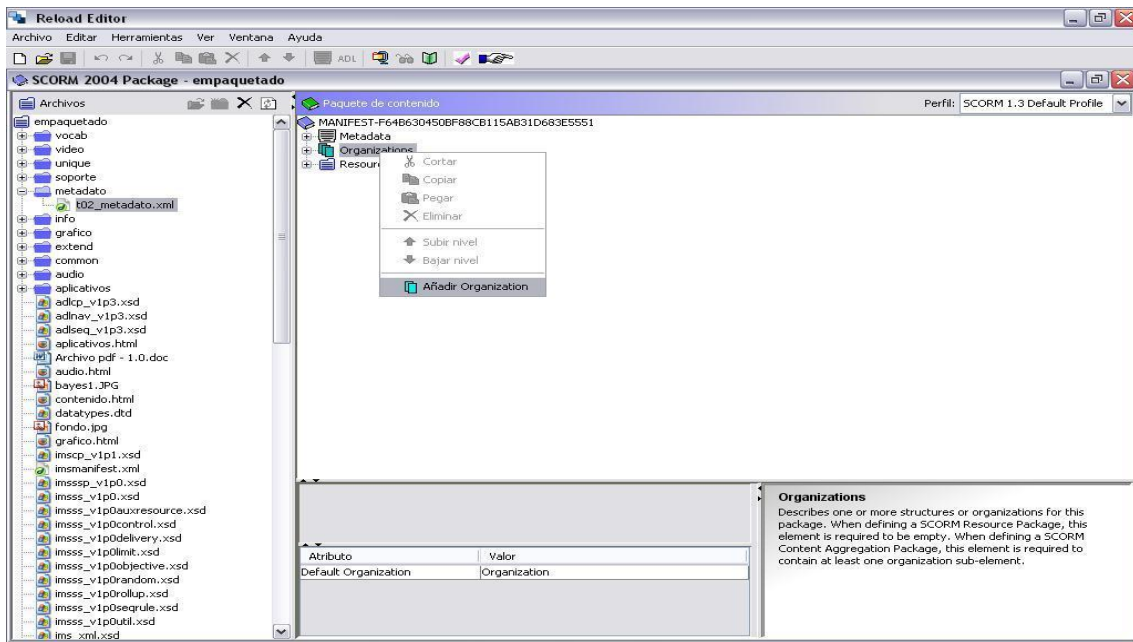 Reload Editor
Archivo Editar Herramientas Ver Ventana Ayuda
ADL
SCORM 2004 Package - empaquetado
Archivos
empaquetado
vocab
video
unique
soporte
metadato
t02_metadato.xml
info
grafico
extend
common
audio
aplicativos
adlcp_v1p3.xsd
adlnav_v1p3.xsd
adlseq_v1p3.xsd
aplicativos.html
Archivo pdf - 1.0.doc
audio.html
bayes1.JPG
contenido.html
datatypes.dtd
fondo.jpg
grafico.html
imscp_v1p1.xsd
imsmanifest.xml
imsssp_v1p0.xsd
imsss_v1p0.xsd
imsss_v1p0auxresource.xsd
imsss_v1p0control.xsd
imsss_v1p0delivery.xsd
imsss_v1p0limit.xsd
imsss_v1p0objective.xsd
imsss_v1p0random.xsd
imsss_v1p0rollup.xsd
imsss_v1p0seqrule.xsd
imsss_v1p0util.xsd
ims_xml.xsd
Paquete de contenido
Perfil: SCORM 1.3 Default Profile
MANIFEST-F64B630450BF88CB115AB31D683E5551
Metadata
Organizations
Resour
Cortar
Copiar
Pegar
Eliminar
Subir nivel
Bajar nivel
Añadir Organization
Atributo Valor
Default Organization Organization
Organizations
Describes one or more structures or organizations for this
package. When defining a SCORM Resource Package, this
element is required to be empty. When defining a SCORM
Content Aggregation Package, this element is required to
contain at least one organization sub-element.